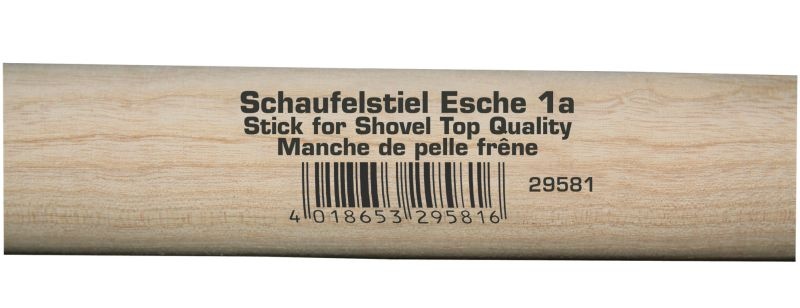 Schaufelstiel Esche 1a
Stick for Shovel Top Quality
Manche de pelle frêne
29581
4 018653 295816